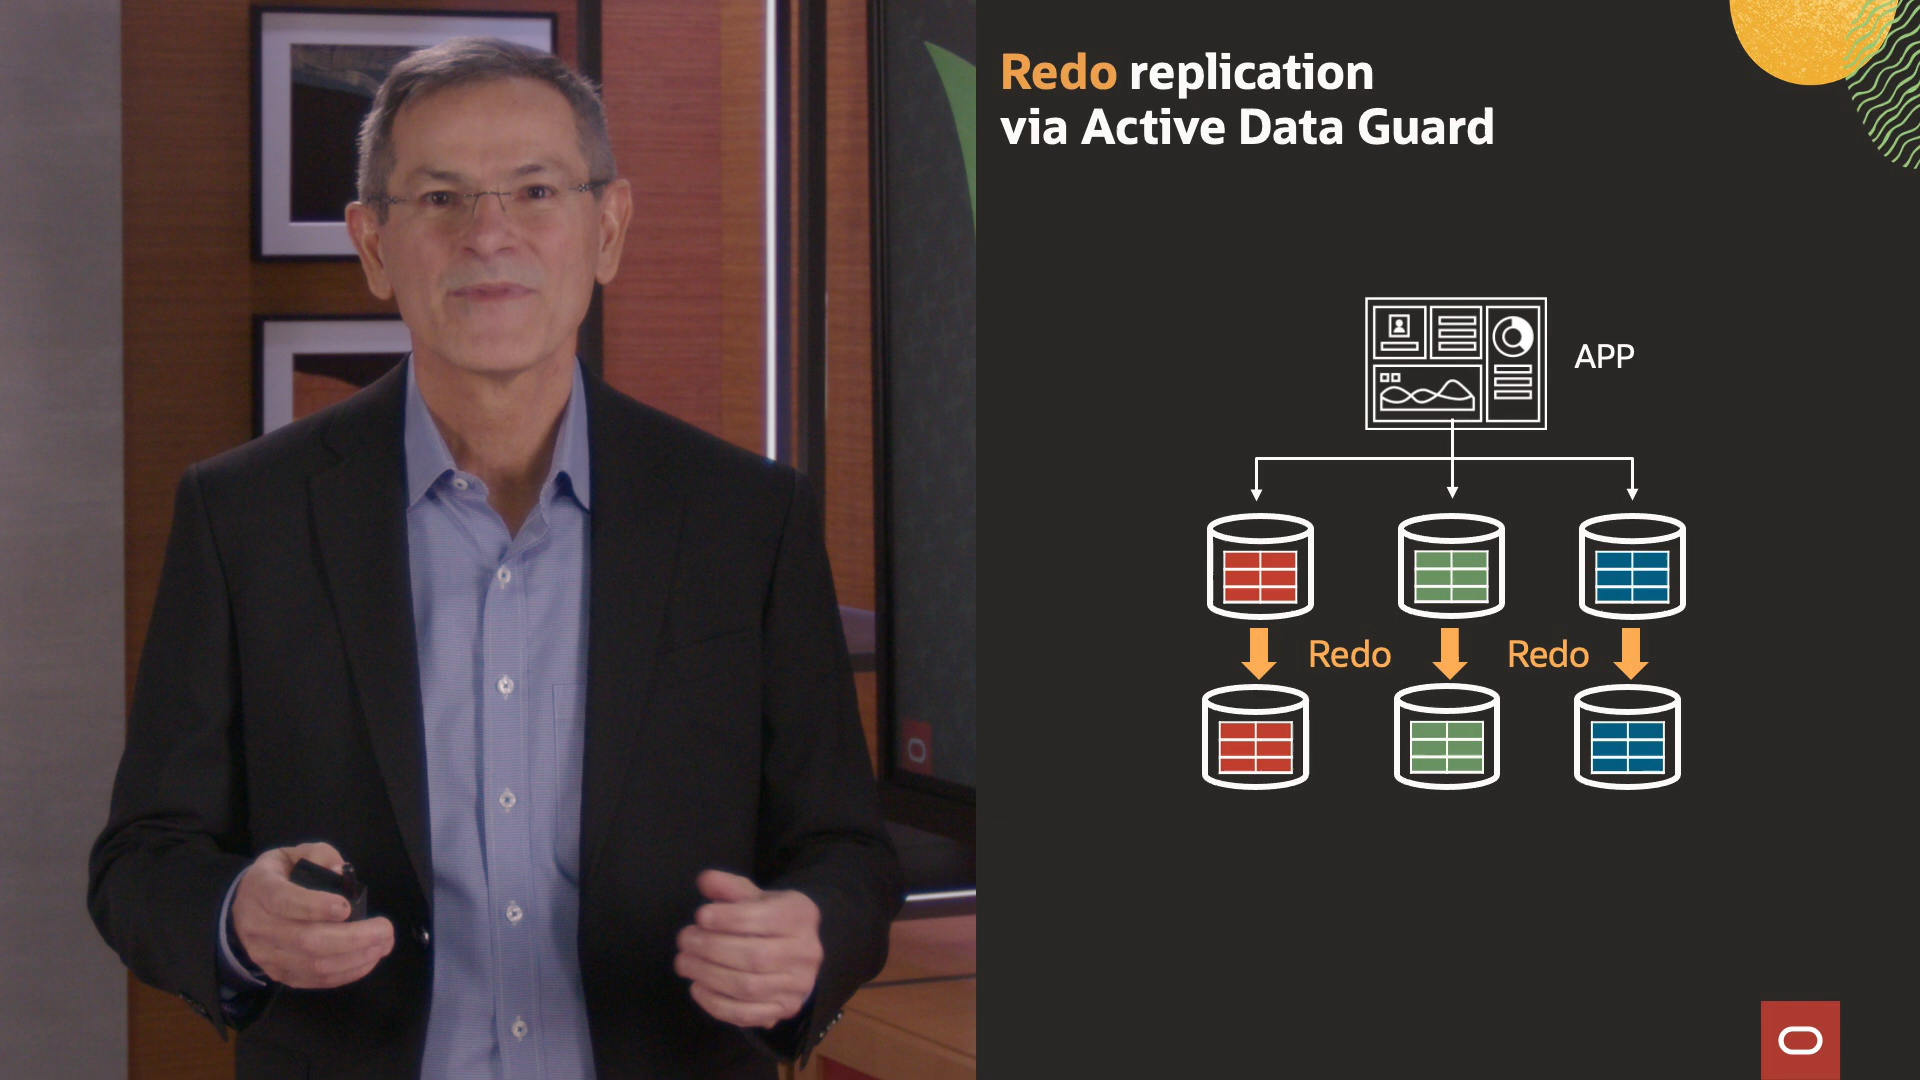 Redo replication
via Active Data Guard
APP
Redo
Redo